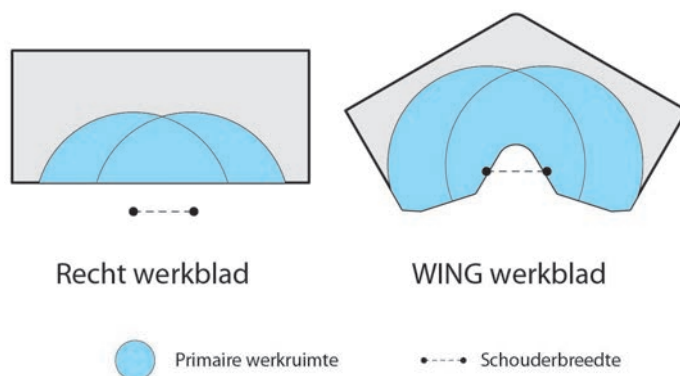 Recht werkblad
WING werkblad
Primaire werkruimte
Schouderbreedte